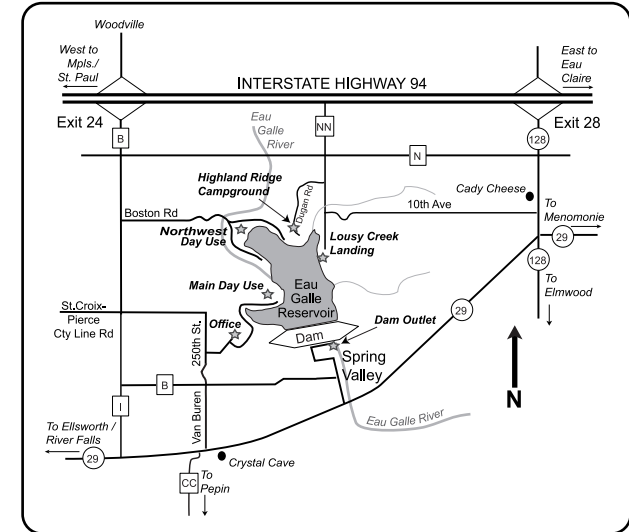 Woodville
West to
Mpls./
St. Paul
East to
Eau
Claire
INTERSTATE HIGHWAY 94
Exit 24
Exit 28
Eau
Galle
River
B
NN
128
N
Highland Ridge
Campground
Dugan Rd
Cady Cheese
Boston Rd
10th Ave
To
Menomonie
29
Northwest
Day Use
Lousy Creek
Landing
128
To
Elmwood
Main Day Use
Eau
Galle
Reservoir
St.Croix-
Pierce
Cty Line Rd
29
Office
250th St.
Dam Outlet
Dam
Spring
Valley
B
N
I
Van Buren
Eau Galle River
To Ellsworth /
River Falls
29
Crystal Cave
CC
To
Pepin